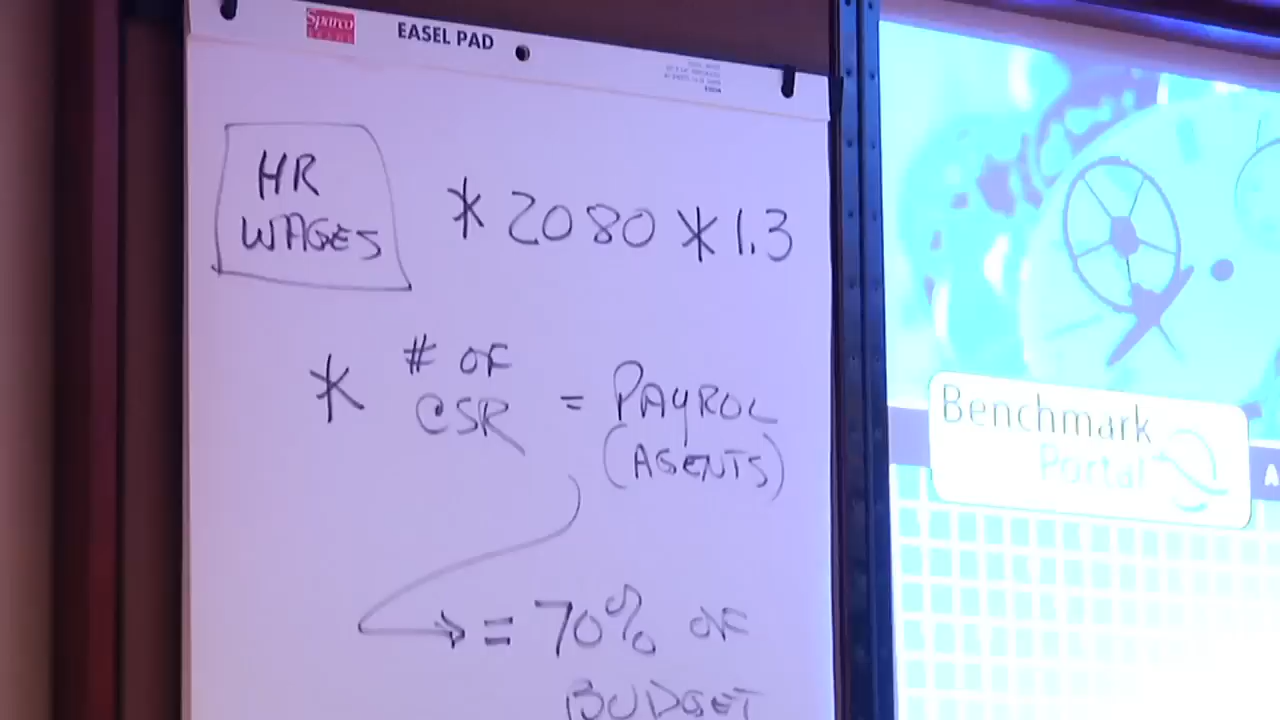 Sparco
EASEL PAD
HR
WAGES
* 2080 * 1.3
* # OF
CSR = PAYROL
(AGENTS)
= 70% OF
BUDGET
Benchmark
Portal
A